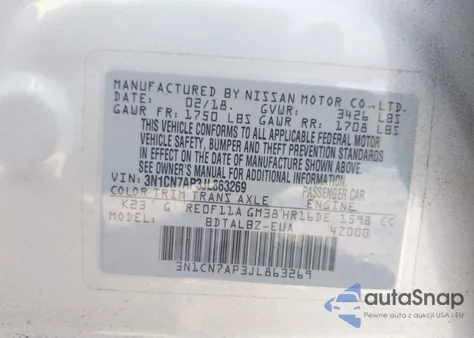 MANUFACTURED BY NISSAN MOTOR CO., LTD.
DATE: 02/18. GVWR: 3426 LBS
GAWR FR: 1750 LBS GAWR RR: 1708 LBS
THIS VEHICLE CONFORMS TO ALL APPLICABLE FEDERAL MOTOR
VEHICLE SAFETY, BUMPER,AND THEFT PREVENTION STANDARDS
IN EFFECT ON THE DATE OF MANUFACTURE SHOWN ABOVE.
SEE OWNER'S MANUAL FOR ADDITIONAL INFORMATION
VIN: 3N1CN7AP3JL863269 PASSENGER CAR
COLOR TRIM TRANS AXLE ENGINE
K23 G RE0F11A GM38 HR16DE 1598 CC
MODEL: BDTALBZ-EUA 4Z000
3N1CN7AP3JL863269
autaSnap
Pewne auta z aukcji USA i EU